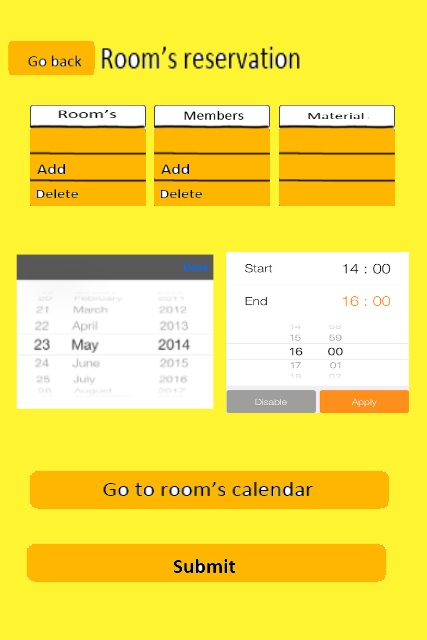 Go back
Room's reservation
Room's Members Material
Add Add
Delete Delete
Done
20 February 2011
21 March 2012
22 April 2013
23 May 2014
24 June 2015
25 July 2016
26 August 2017
Start 14 : 00
End 16 : 00
14 58
15 59
16 00
17 01
18 02
Disable Apply
Go to room's calendar
Submit